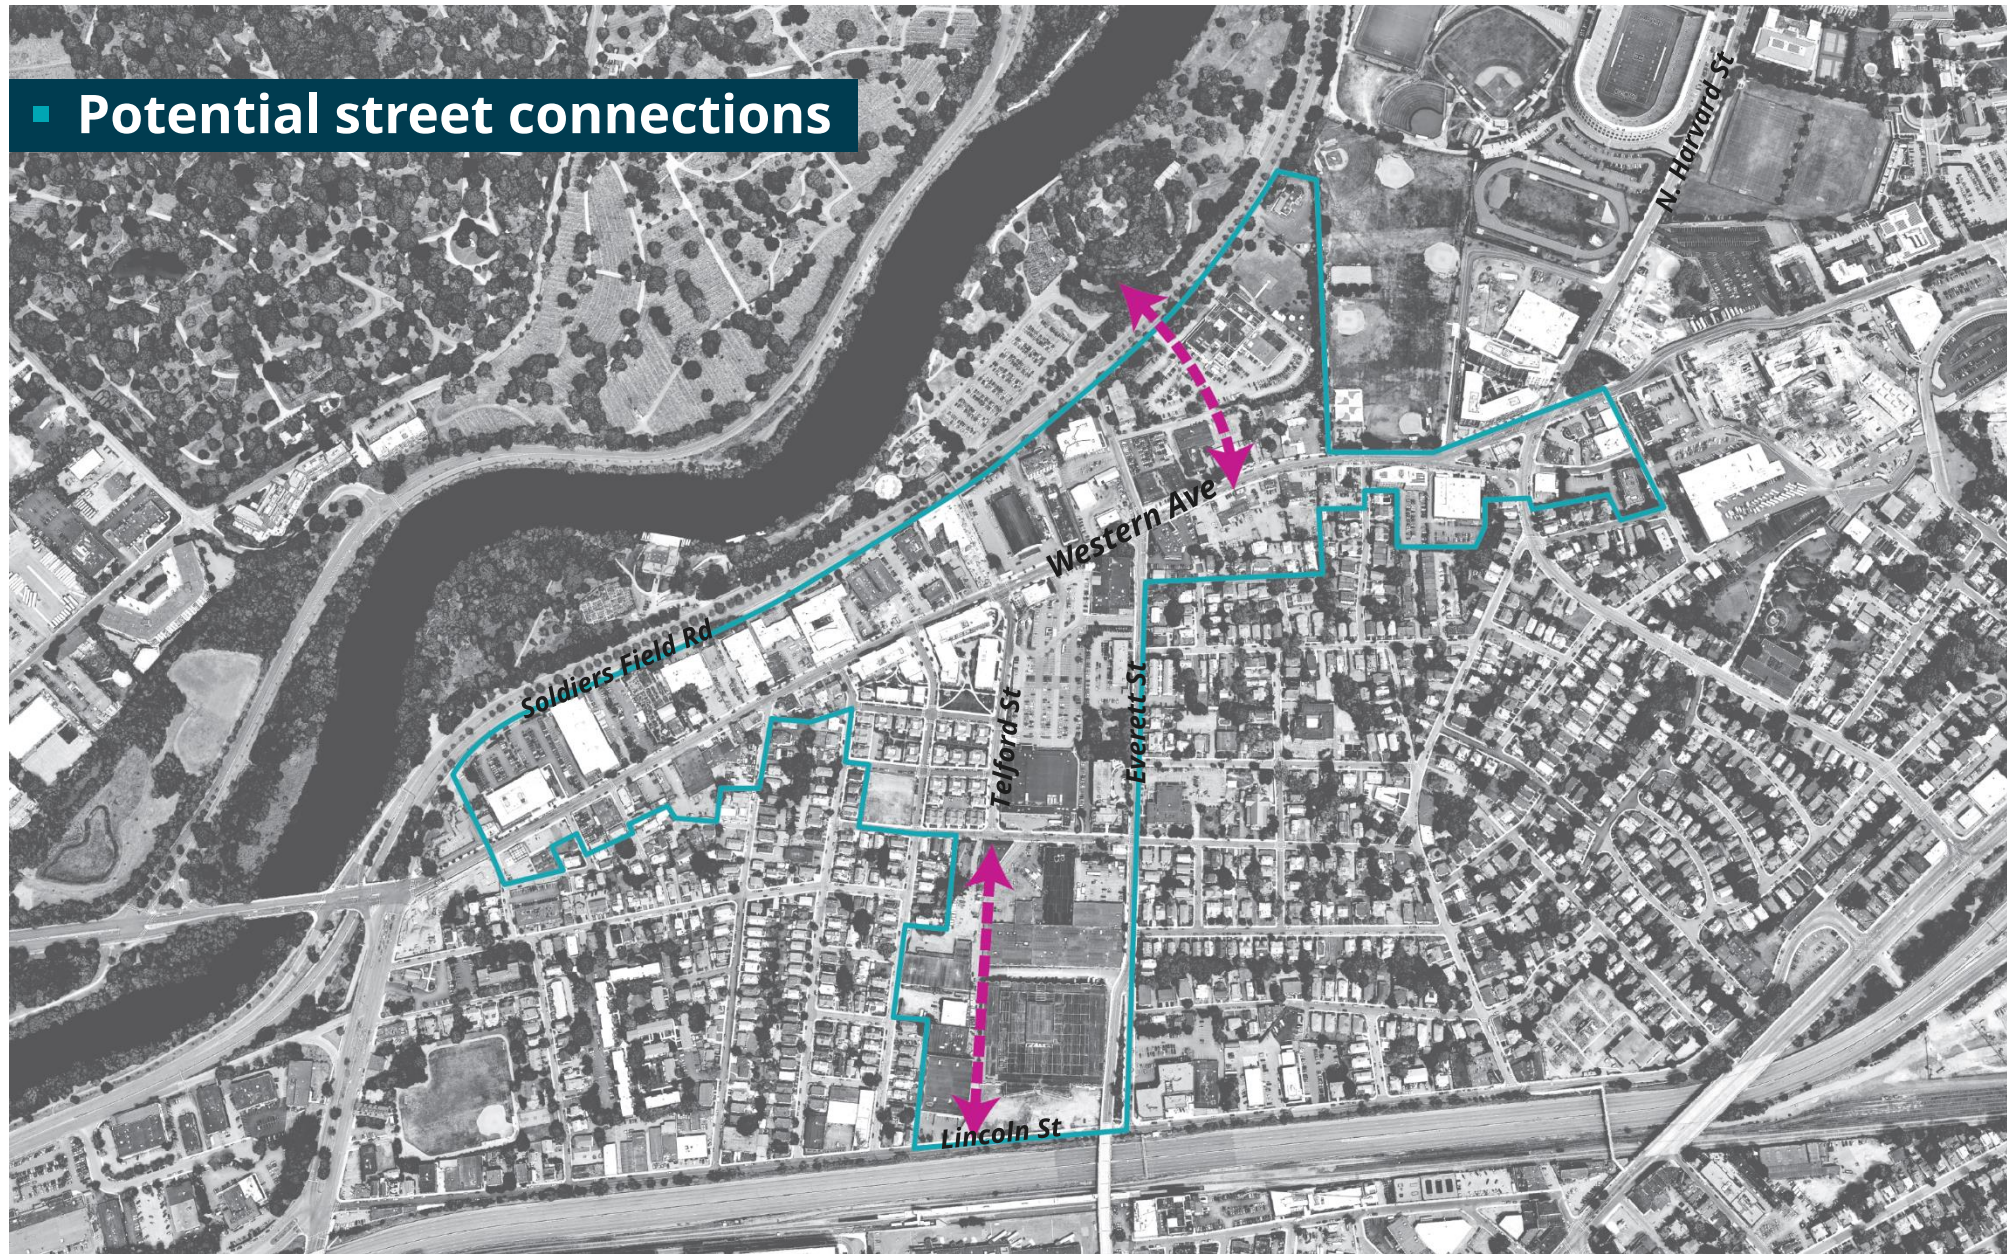 Potential street connections
N. Harvard St
Western Ave
Soldiers Field Rd
Everett St
Telford St
Lincoln St